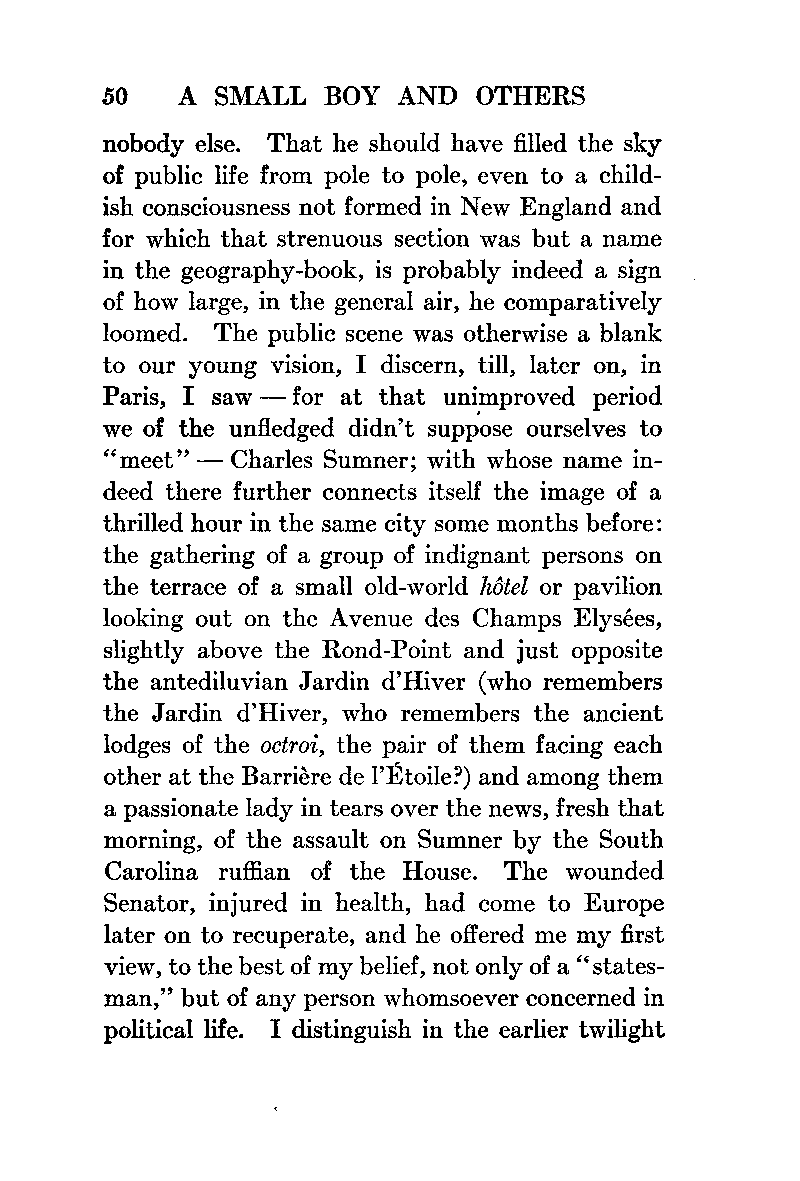 50 A SMALL BOY AND OTHERS
nobody else. That he should have filled the sky
of public life from pole to pole, even to a child-
ish consciousness not formed in New England and
for which that strenuous section was but a name
in the geography-book, is probably indeed a sign
of how large, in the general air, he comparatively
loomed. The public scene was otherwise a blank
to our young vision, I discern, till, later on, in
Paris, I saw — for at that unimproved period
we of the unfledged didn't suppose ourselves to
"meet" — Charles Sumner; with whose name in-
deed there further connects itself the image of a
thrilled hour in the same city some months before:
the gathering of a group of indignant persons on
the terrace of a small old-world hôtel or pavilion
looking out on the Avenue des Champs Elysées,
slightly above the Rond-Point and just opposite
the antediluvian Jardin d'Hiver (who remembers
the Jardin d'Hiver, who remembers the ancient
lodges of the octroi, the pair of them facing each
other at the Barrière de l'Étoile?) and among them
a passionate lady in tears over the news, fresh that
morning, of the assault on Sumner by the South
Carolina ruffian of the House. The wounded
Senator, injured in health, had come to Europe
later on to recuperate, and he offered me my first
view, to the best of my belief, not only of a "states-
man," but of any person whomsoever concerned in
political life. I distinguish in the earlier twilight